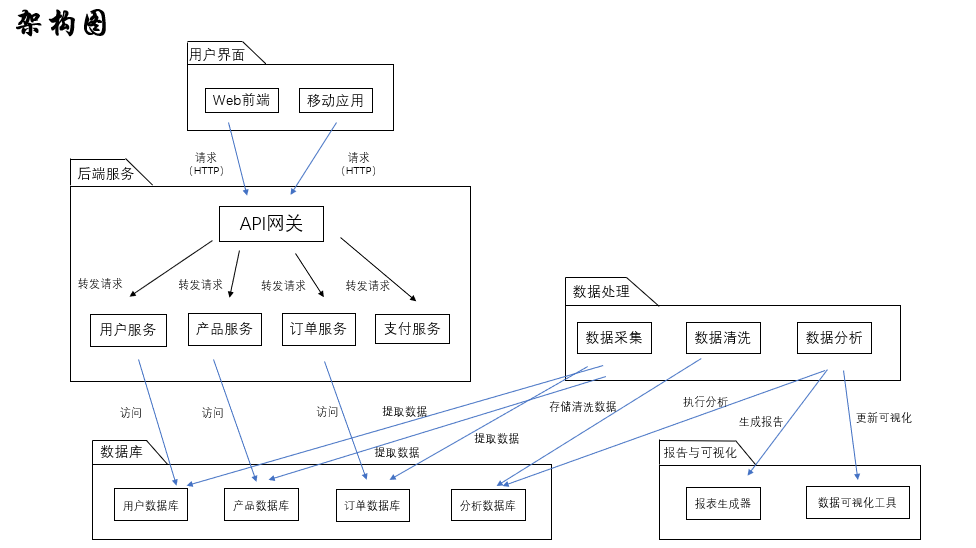 架构图
用户界面
Web前端
移动应用
请求
（HTTP）
请求
（HTTP）
后端服务
API网关
转发请求
转发请求
转发请求
转发请求
用户服务
产品服务
订单服务
支付服务
数据处理
数据采集
数据清洗
数据分析
访问
访问
访问
提取数据
提取数据
提取数据
存储清洗数据
执行分析
生成报告
更新可视化
数据库
用户数据库
产品数据库
订单数据库
分析数据库
报告与可视化
报表生成器
数据可视化工具